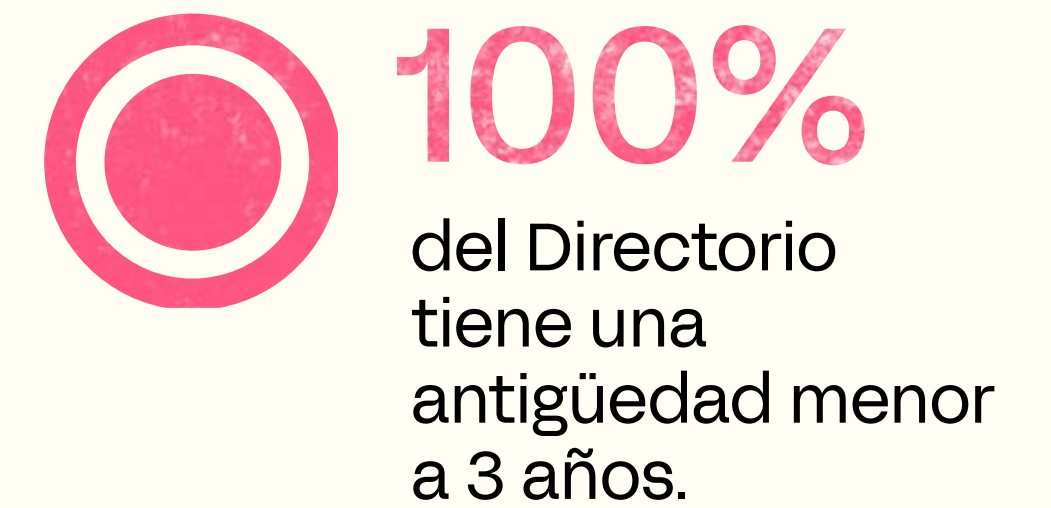 100%
del Directorio
tiene una
antigüedad menor
a 3 años.